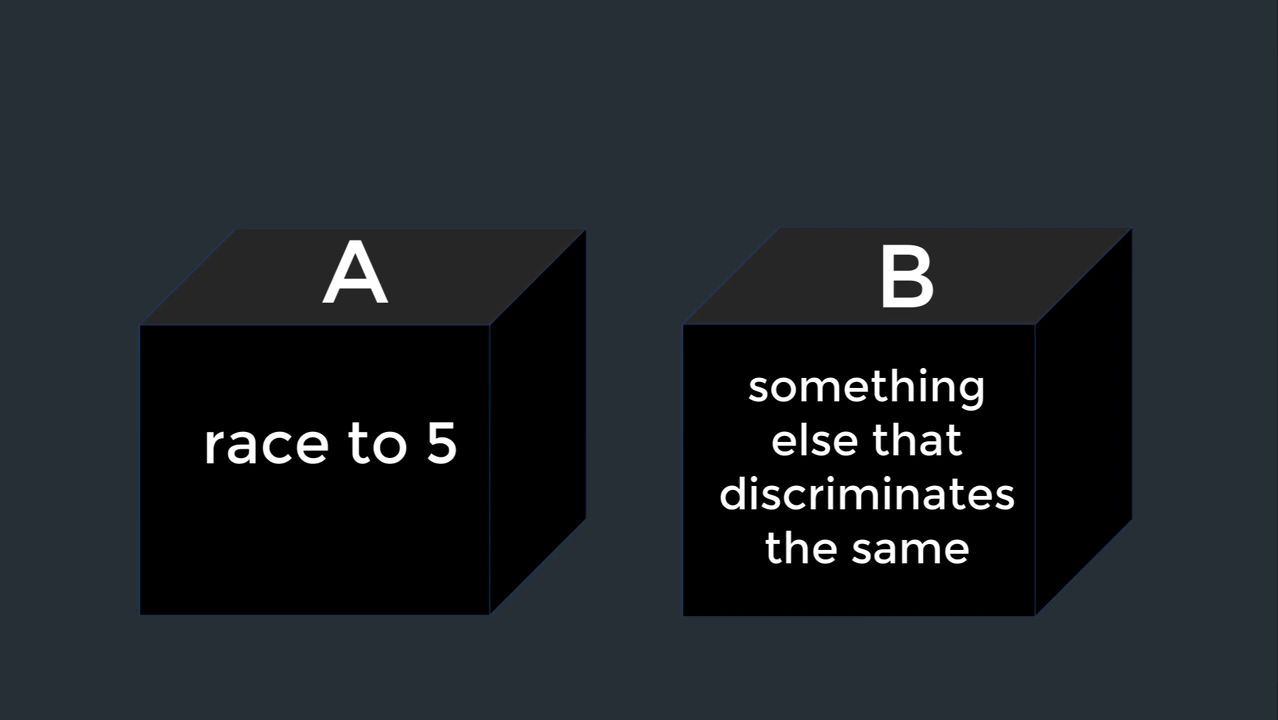 A
race to 5
B
something
else that
discriminates
the same